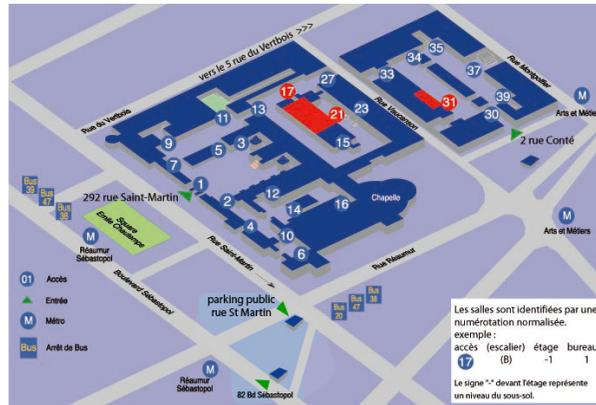 vers le 5 rue du Vertbois >>>
Rue du Vertbois
Rue Vaucanson
Rue Montgolfier
35
34
37
33
27
17
13
11
21
23
31
39
30
M
Arts et Métiers
2 rue Conté
9
5
3
15
7
1
292 rue Saint-Martin
2
12
14
16
Chapelle
4
10
6
Bus
39
Bus
47
Bus
38
Square
Emile Chautemps
M
Réaumur
Sébastopol
Rue Saint-Martin
Rue Réaumur
M
Arts et Métiers
Boulevard Sébastopol
01 Accès
Entrée
M Métro
Bus Arrêt de Bus
parking public
rue St Martin
Bus
20
Bus
47
Bus
38
M
Réaumur
Sébastopol
82 Bd Sébastopol
Les salles sont identifiées par une
numérotation normalisée.
exemple :
accès (escalier) étage bureau
17 (B) -1 1
Le signe "-" devant l'étage représente
un niveau du sous-sol.